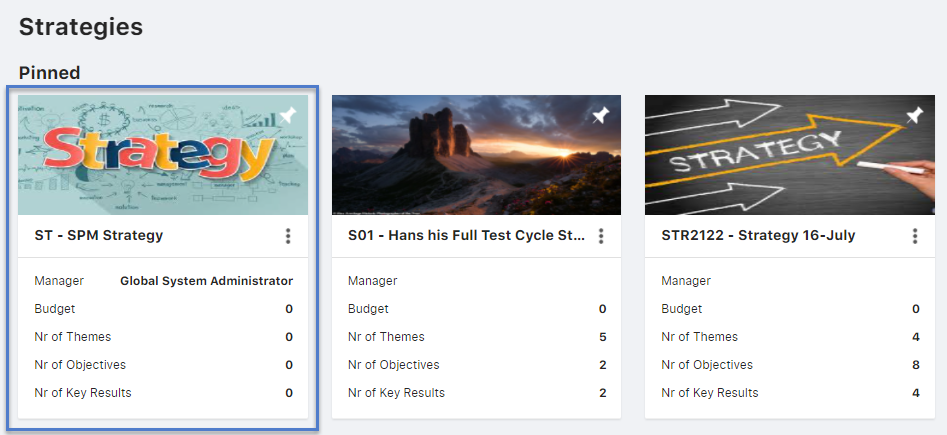 Strategies
Pinned
Strategy
STRATEGY
ST - SPM Strategy
S01 - Hans his Full Test Cycle St...
STR2122 - Strategy 16-July
Manager Global System Administrator
Budget 0
Nr of Themes 0
Nr of Objectives 0
Nr of Key Results 0
Manager
Budget 0
Nr of Themes 5
Nr of Objectives 2
Nr of Key Results 2
Manager
Budget 0
Nr of Themes 4
Nr of Objectives 8
Nr of Key Results 4